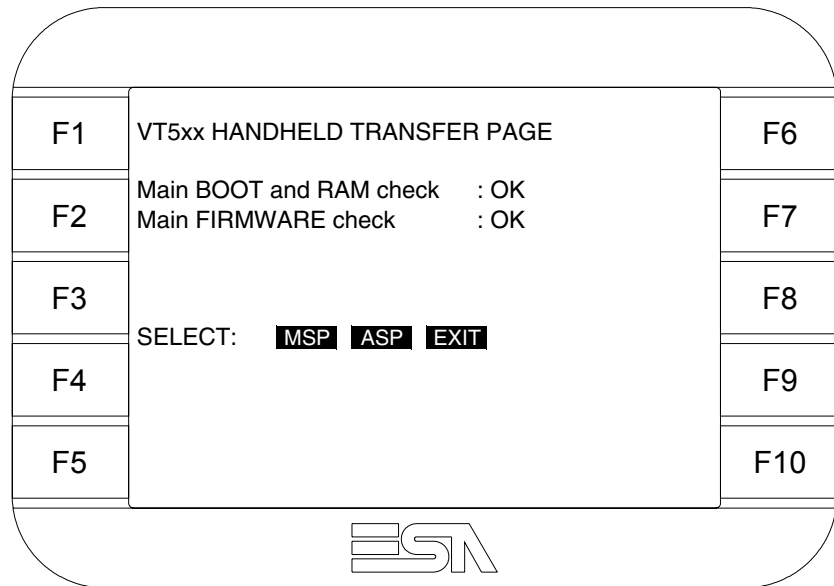 F1
F2
F3
F4
F5
VT5xx HANDHELD TRANSFER PAGE
Main BOOT and RAM check : OK
Main FIRMWARE check : OK
SELECT: MSP ASP EXIT
F6
F7
F8
F9
F10
ESA